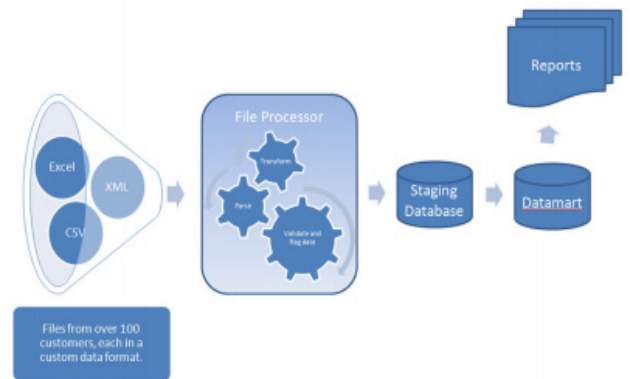 Reports
File Processor
Transform
Parse
Validate and
flag data
Excel
XML
CSV
Staging
Database
Datamart
Files from over 100
customers, each in a
custom data format.